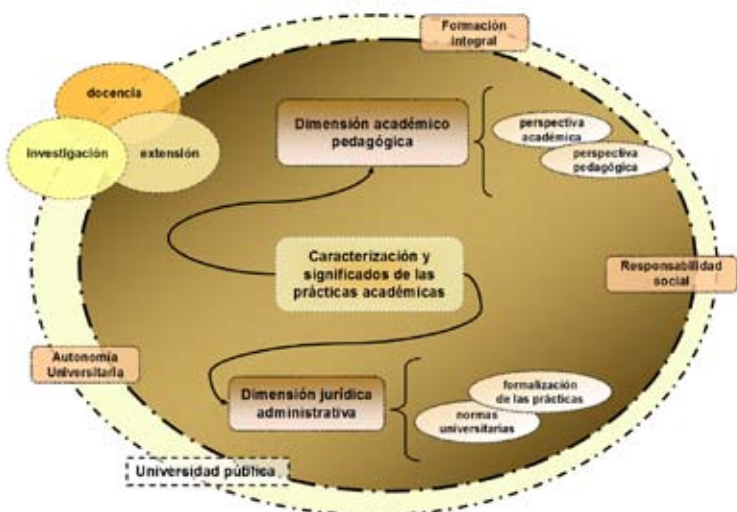 Formación
integral
docencia
investigación
extensión
Dimensión académico
pedagógica
perspectiva
académica
perspectiva
pedagógica
Caracterización y
significados de las
prácticas académicas
Responsabilidad
social
Autonomía
Universitaria
Dimensión jurídica
administrativa
formalización
de las prácticas
normas
universitarias
Universidad pública